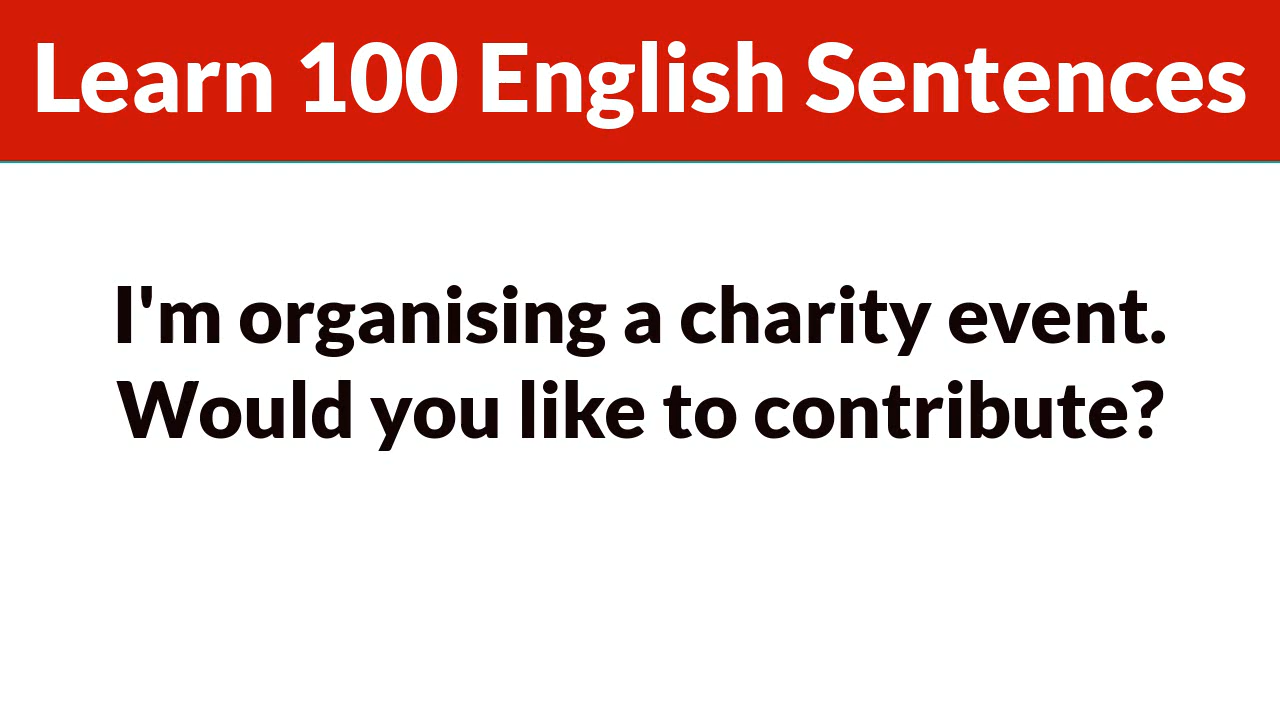 Learn 100 English Sentences
I'm organising a charity event.
Would you like to contribute?